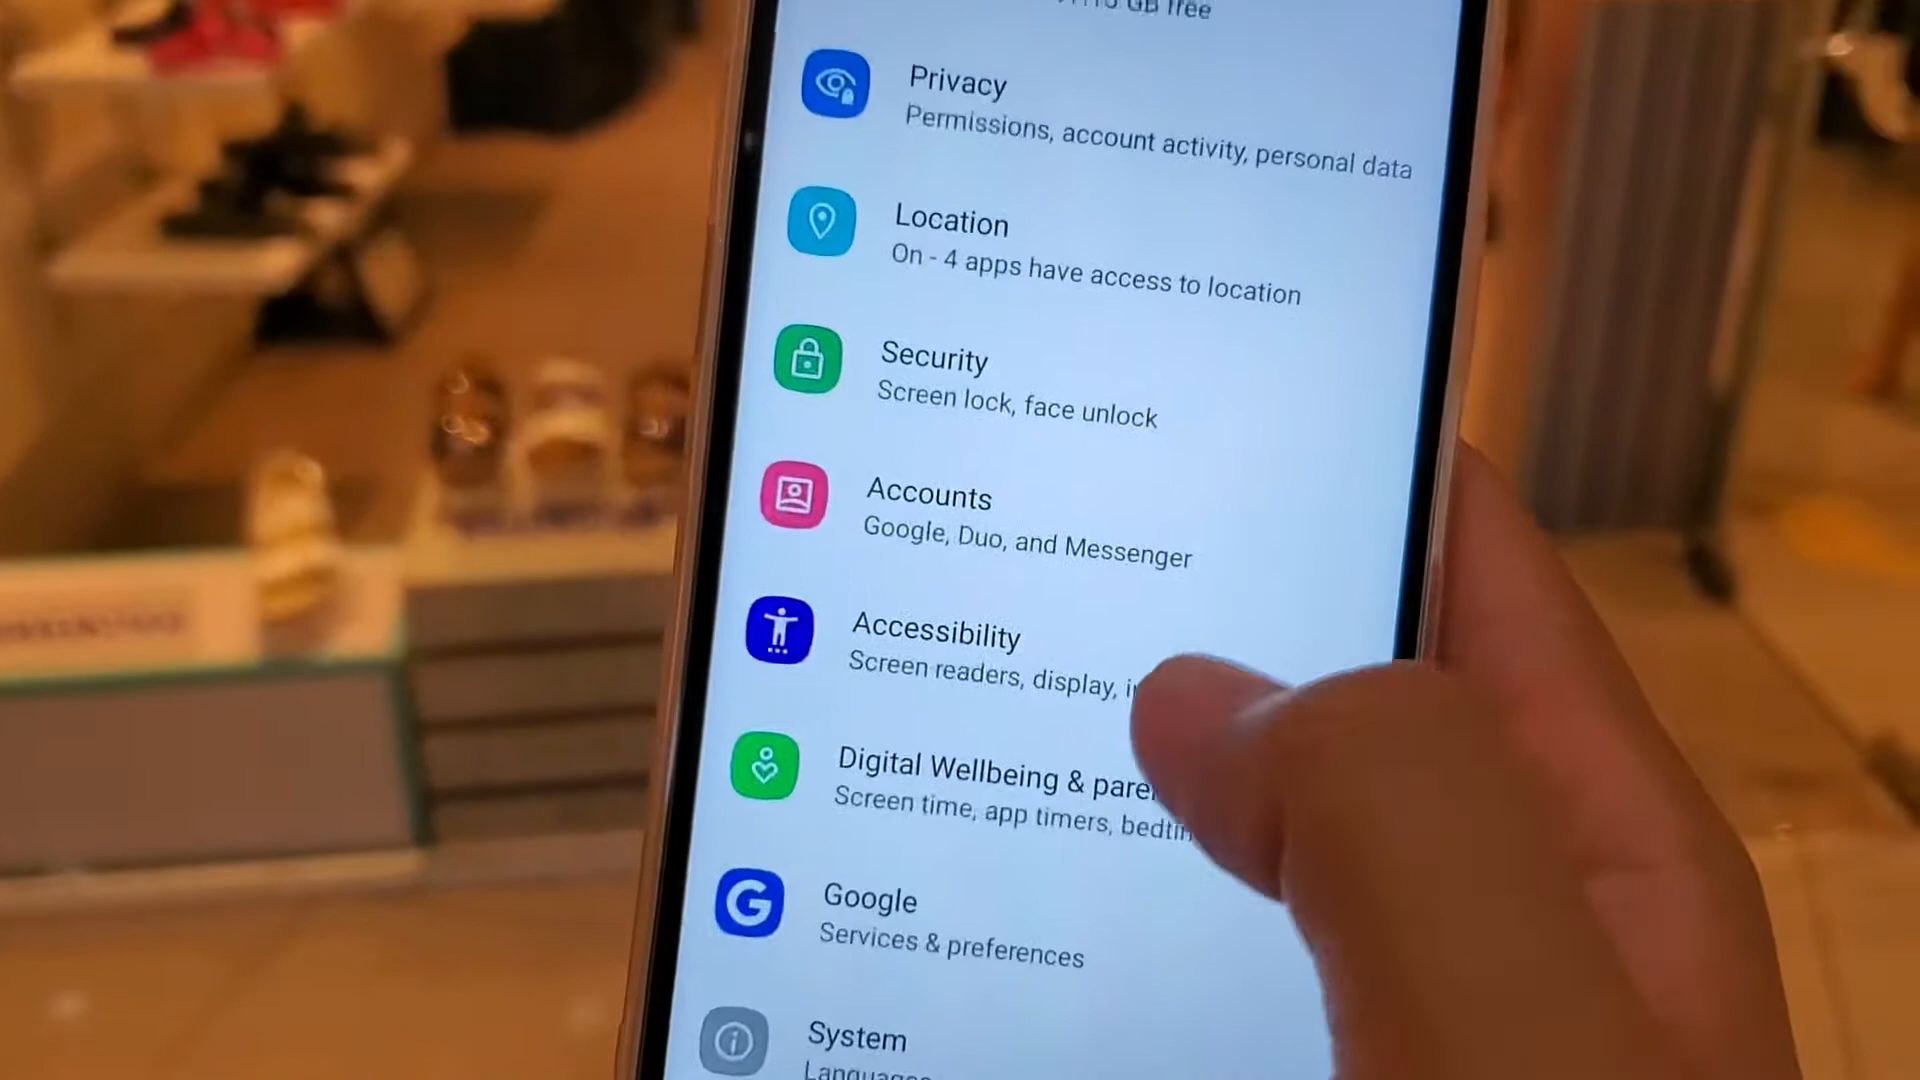 GB free
Privacy
Permissions, account activity, personal data
Location
On - 4 apps have access to location
Security
Screen lock, face unlock
Accounts
Google, Duo, and Messenger
Accessibility
Screen readers, display,
Digital Wellbeing &
Screen time, app timers,
Google
Services & preferences
System